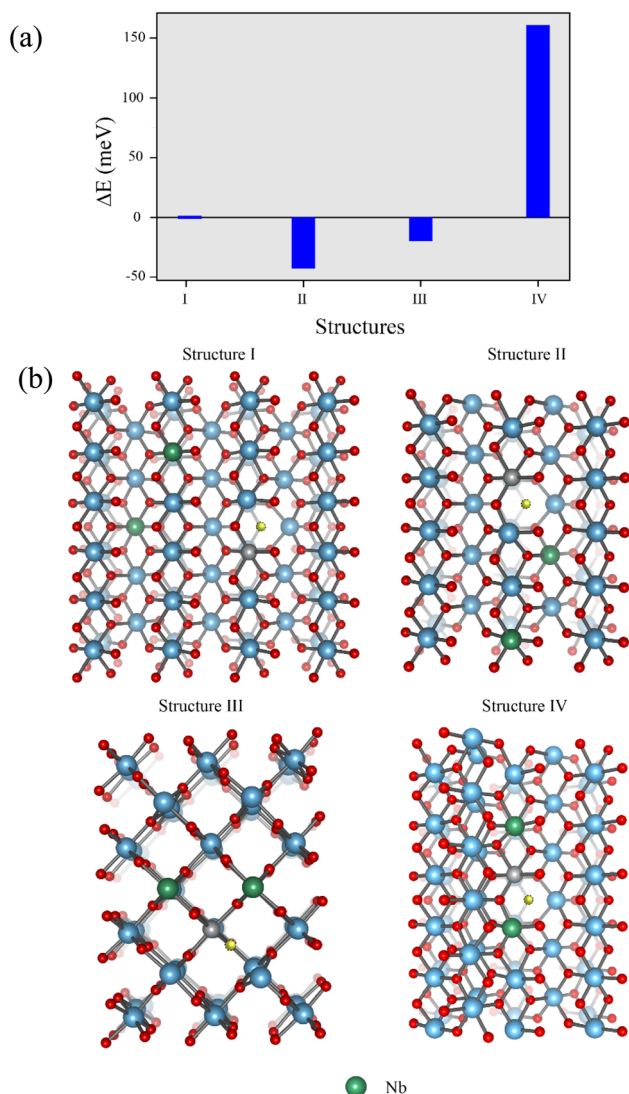 (a)
150
100
50
0
-50
ΔE (meV)
I II III IV
Structures
(b)
Structure I Structure II
Structure III Structure IV
Nb